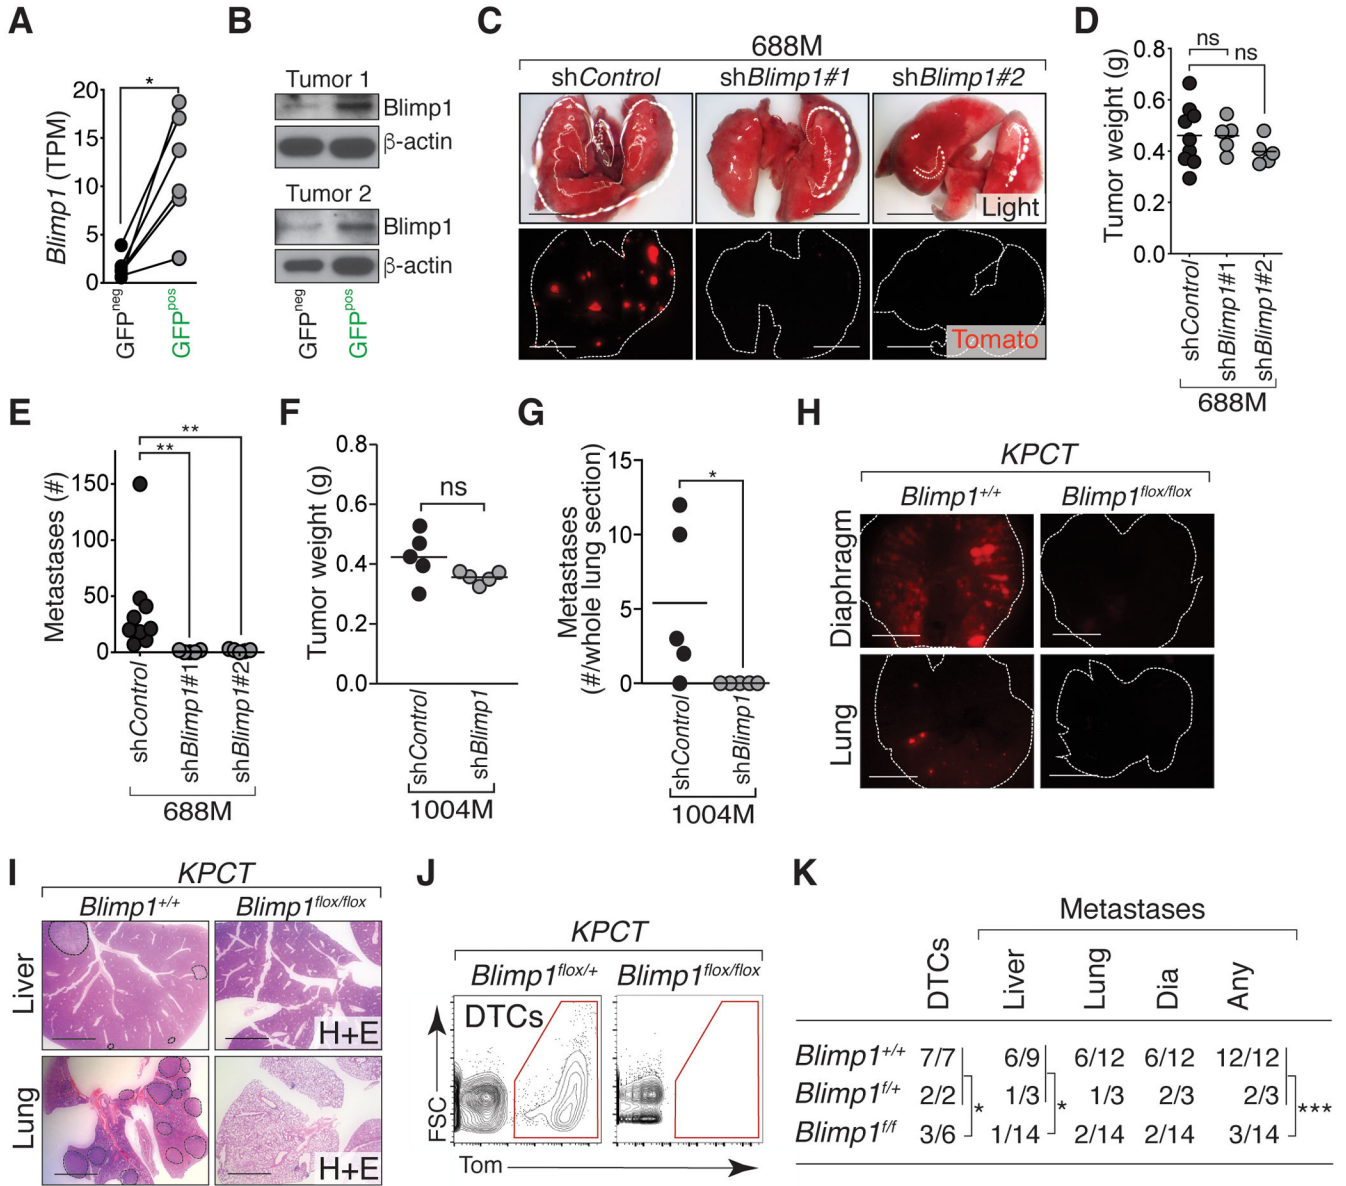 A
Blimp1 (TPM)
20
15
10
5
0
*
GFPneg
GFPpos
B
Tumor 1
Blimp1
β-actin
Tumor 2
Blimp1
β-actin
GFPneg
GFPpos
C
688M
shControl
shBlimp1#1
shBlimp1#2
Light
Tomato
D
Tumor weight (g)
0.8
0.6
0.4
0.2
0.0
ns
ns
shControl
shBlimp1#1
shBlimp1#2
688M
E
Metastases (#)
150
100
50
0
**
**
shControl
shBlimp1#1
shBlimp1#2
688M
F
Tumor weight (g)
0.8
0.6
0.4
0.2
0.0
ns
shControl
shBlimp1
1004M
G
Metastases
(#/whole lung section)
15
10
5
0
*
shControl
shBlimp1
1004M
H
KPCT
Blimp1+/+
Blimp1flox/flox
Diaphragm
Lung
I
KPCT
Blimp1+/+
Blimp1flox/flox
Liver
H+E
Lung
H+E
J
KPCT
Blimp1flox/+
Blimp1flox/flox
DTCs
FSC
Tom
K
Metastases
DTCs Liver Lung Dia Any
Blimp1+/+ 7/7 6/9 6/12 6/12 12/12
Blimp1f/+ 2/2 1/3 1/3 2/3 2/3
Blimp1f/f 3/6 1/14 2/14 2/14 3/14
* * ***